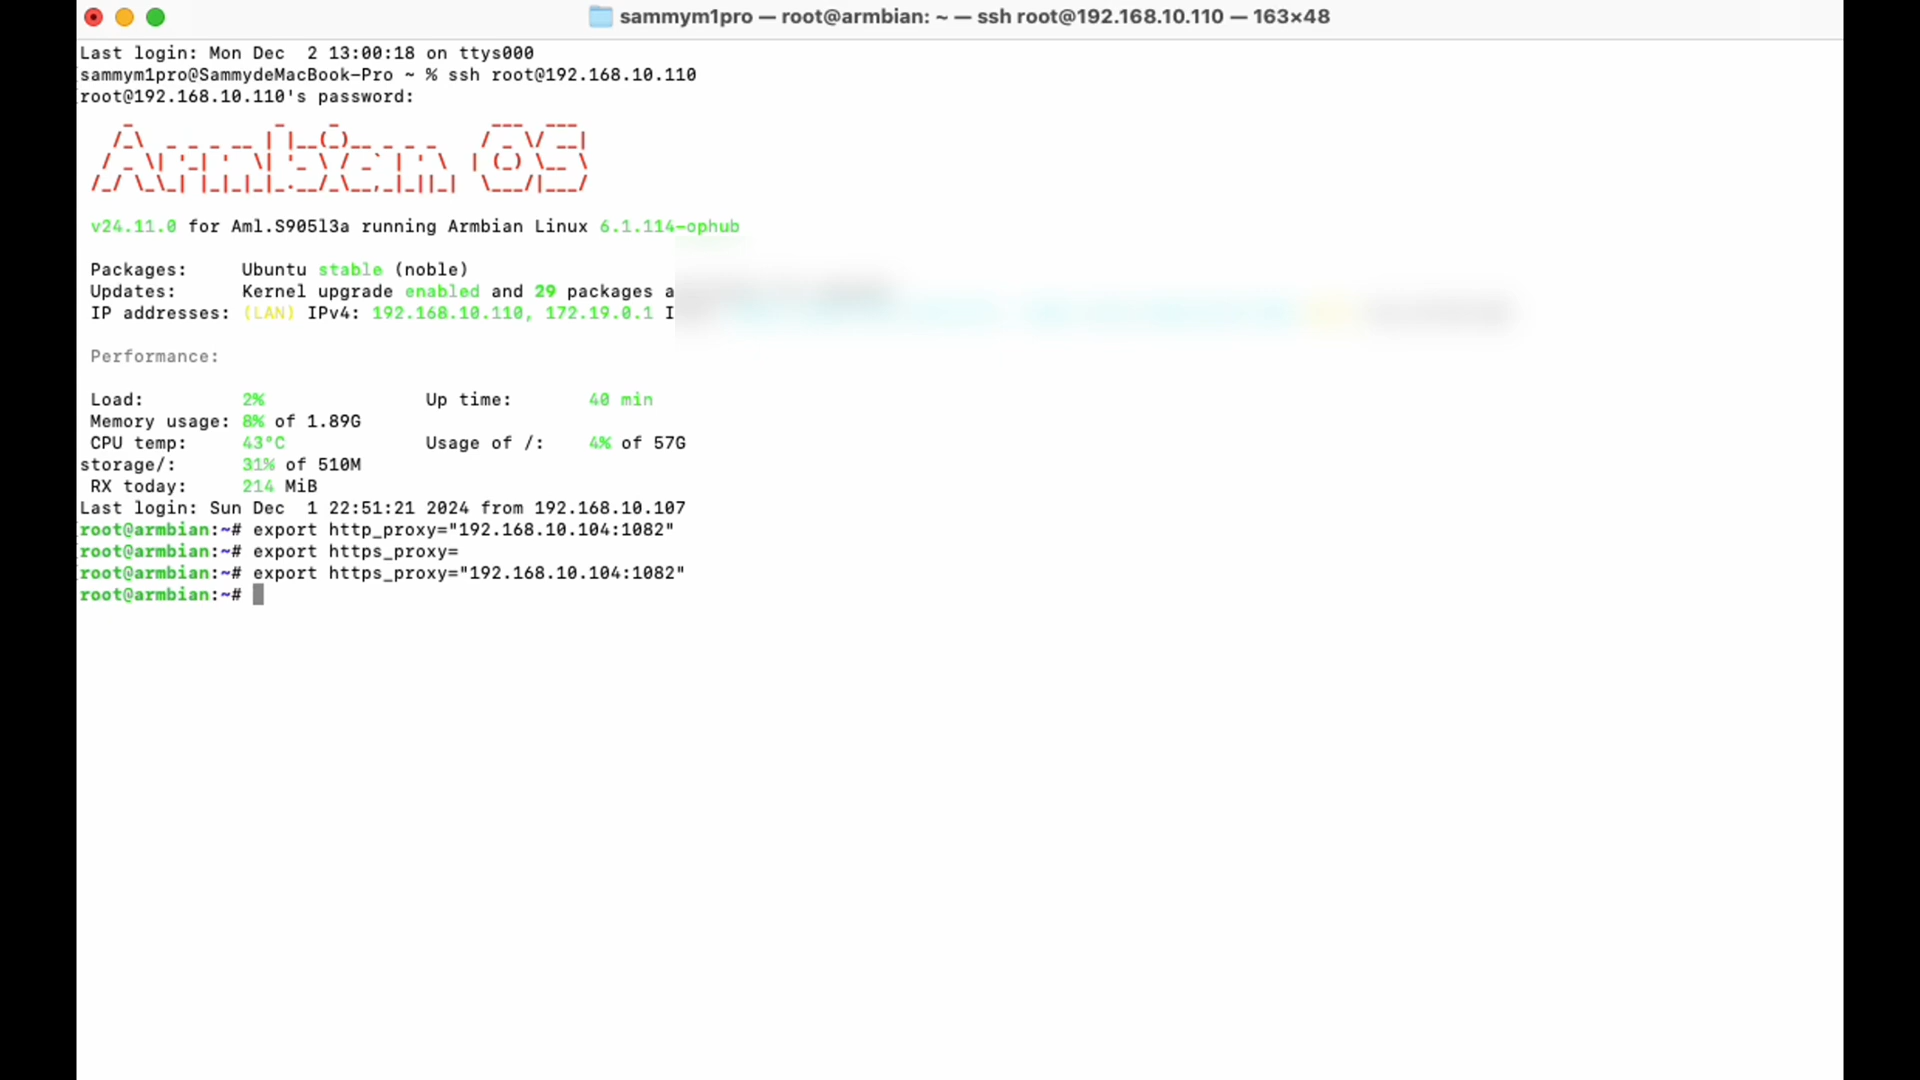 sammym1pro — root@armbian: ~ — ssh root@192.168.10.110 — 163×48
Last login: Mon Dec  2 13:00:18 on ttys000
sammym1pro@SammydeMacBook-Pro ~ % ssh root@192.168.10.110
root@192.168.10.110's password:
Armbian OS
v24.11.0 for Aml.S905l3a running Armbian Linux 6.1.114-ophub
Packages:     Ubuntu stable (noble)
Updates:      Kernel upgrade enabled and 29 packages a
IP addresses: (LAN) IPv4: 192.168.10.110, 172.19.0.1 I
Performance:
Load:         2%               Up time:       40 min
Memory usage: 8% of 1.89G
CPU temp:     43°C             Usage of /:    4% of 57G
storage/:      31% of 510M
RX today:     214 MiB
Last login: Sun Dec  1 22:51:21 2024 from 192.168.10.107
root@armbian:~# export http_proxy="192.168.10.104:1082"
root@armbian:~# export https_proxy=
root@armbian:~# export https_proxy="192.168.10.104:1082"
root@armbian:~#